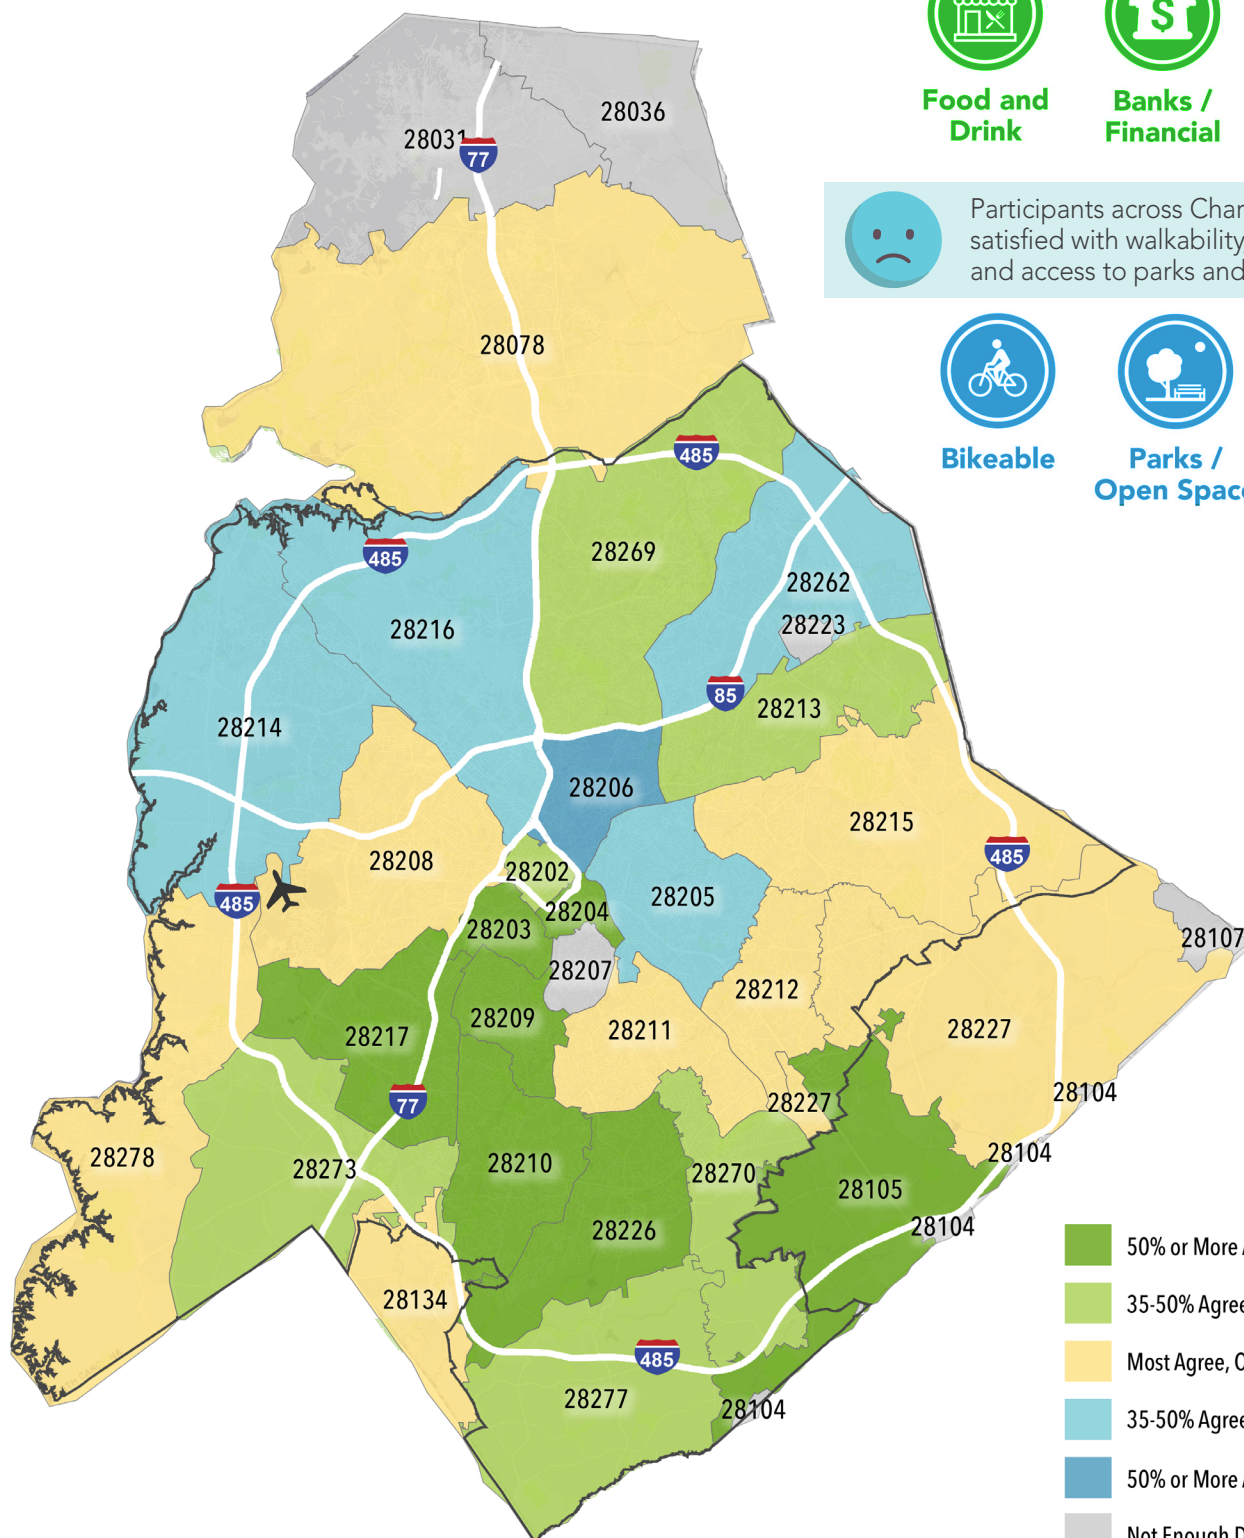 Food and
Drink
Banks /
Financial
$
28036
28031
77
Participants across Char
satisfied with walkability,
and access to parks and
28078
Bikeable
Parks /
Open Space
485
28269
485
28262
28223
28216
85
28213
28214
28206
28215
485
28208
28202
28205
485
28204
28203
28107
28207
28212
28209
28211
28227
28217
77
28104
28227
28104
28278
28273
28210
28270
28105
28226
28104
28134
485
28277
28104
50% or More A
35-50% Agree
Most Agree, O
35-50% Agree
50% or More A
Not Enough D